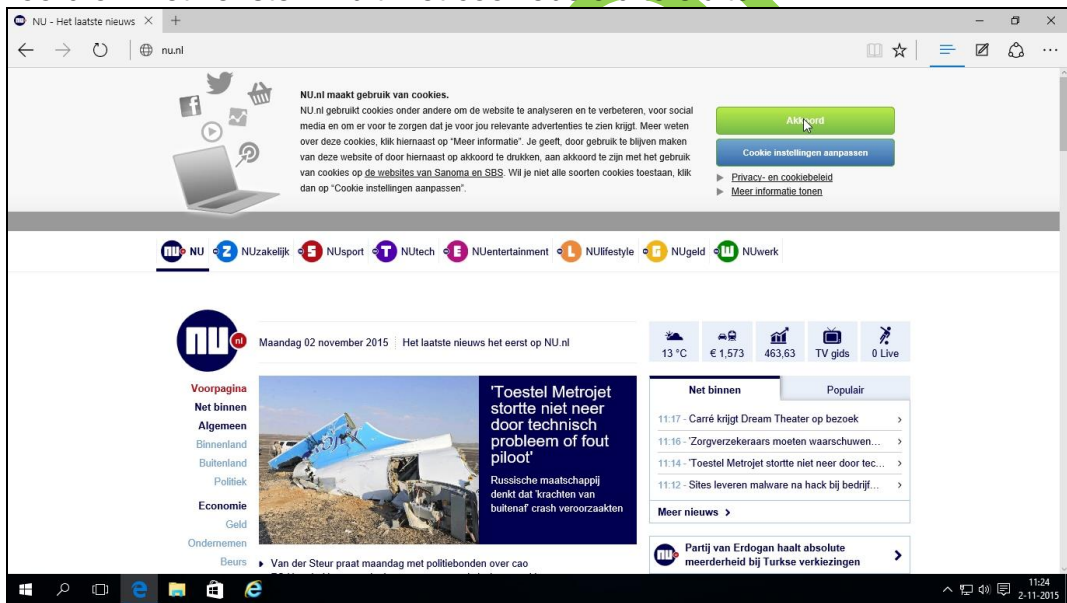 NU - Het laatste nieuws
nu.nl
NU.nl maakt gebruik van cookies.
NU.nl gebruikt cookies onder andere om de website te analyseren en te verbeteren, voor social
media en om er voor te zorgen dat je voor jou relevante advertenties te zien krijgt. Meer weten
over deze cookies, klik hiernaast op "Meer informatie". Je geeft, door gebruik te blijven maken
van deze website of door hiernaast op akkoord te drukken, aan akkoord te zijn met het gebruik
van cookies op de websites van Sanoma en SBS. Wil je niet alle soorten cookies toestaan, klik
dan op "Cookie instellingen aanpassen".
Akkoord
Cookie instellingen aanpassen
Privacy- en cookiebeleid
Meer informatie tonen
NU NUzakelijk NUsport NUtech NUentertainment NUlifestyle NUgeld NUwerk
nu nl
Maandag 02 november 2015 Het laatste nieuws het eerst op NU.nl
13 °C € 1,573 463,63 TV gids 0 Live
Voorpagina
Net binnen
Algemeen
Binnenland
Buitenland
Politiek
Economie
Geld
Ondernemen
Beurs
'Toestel Metrojet
stortte niet neer
door technisch
probleem of fout
piloot'
Russische maatschappij
denkt dat 'krachten van
buitenaf' crash veroorzaakten
Van der Steur praat maandag met politiebonden over cao
Net binnen Populair
11:17 - Carré krijgt Dream Theater op bezoek
11:16 - 'Zorgverzekeraars moeten waarschuwen...
11:14 - 'Toestel Metrojet stortte niet neer door tec...
11:12 - Sites leveren malware na hack bij bedrijf...
Meer nieuws
Partij van Erdogan haalt absolute
meerderheid bij Turkse verkiezingen
11:24
2-11-2015